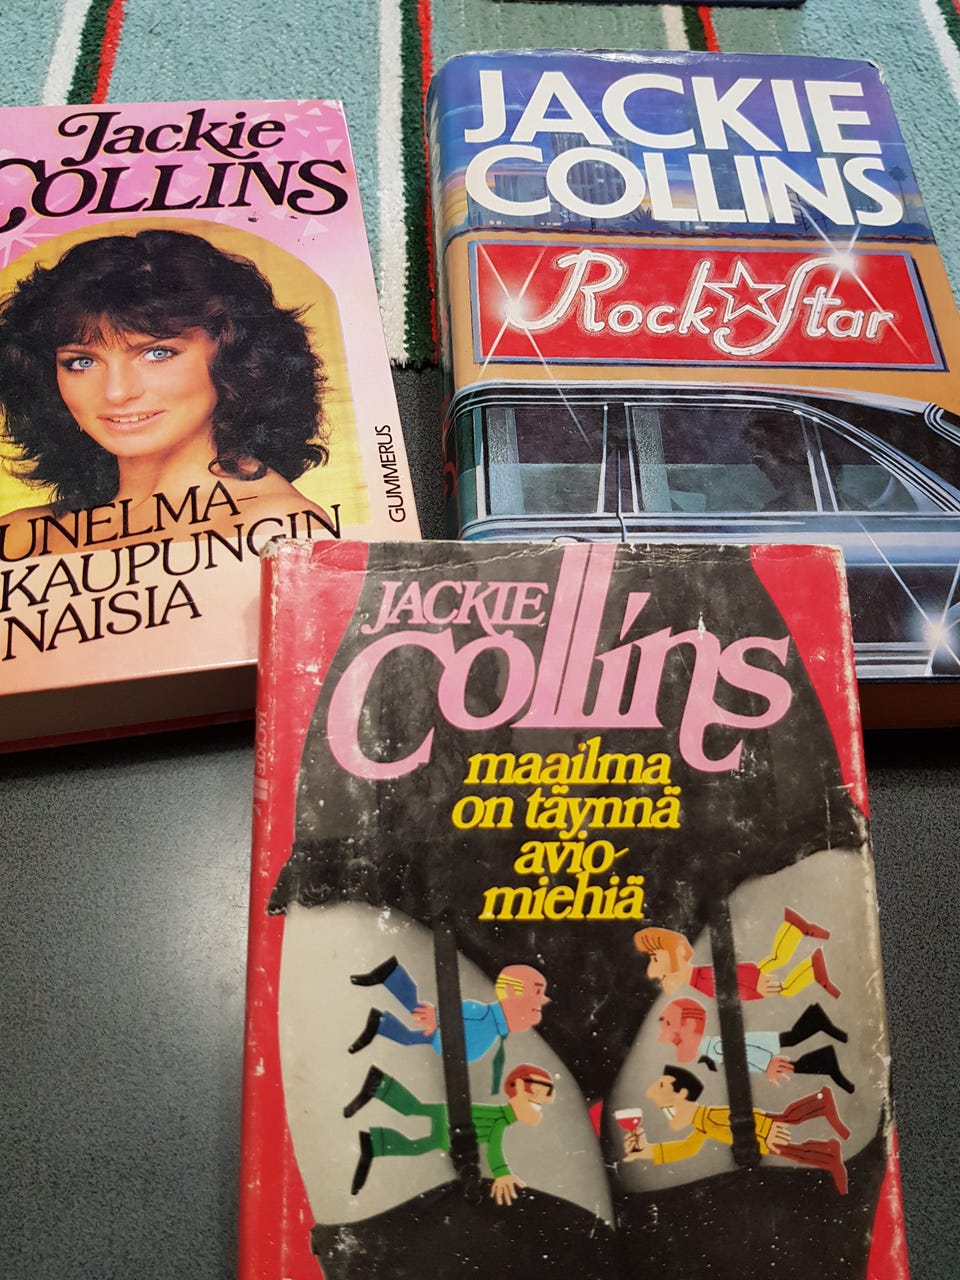 Jackie
COLLINS
UNELMA-
KAUPUNGIN
NAISIA
GUMMERUS
JACKIE
COLLINS
Rock Star
JACKIE
Collins
maailma
on täynnä
avio-
miehiä